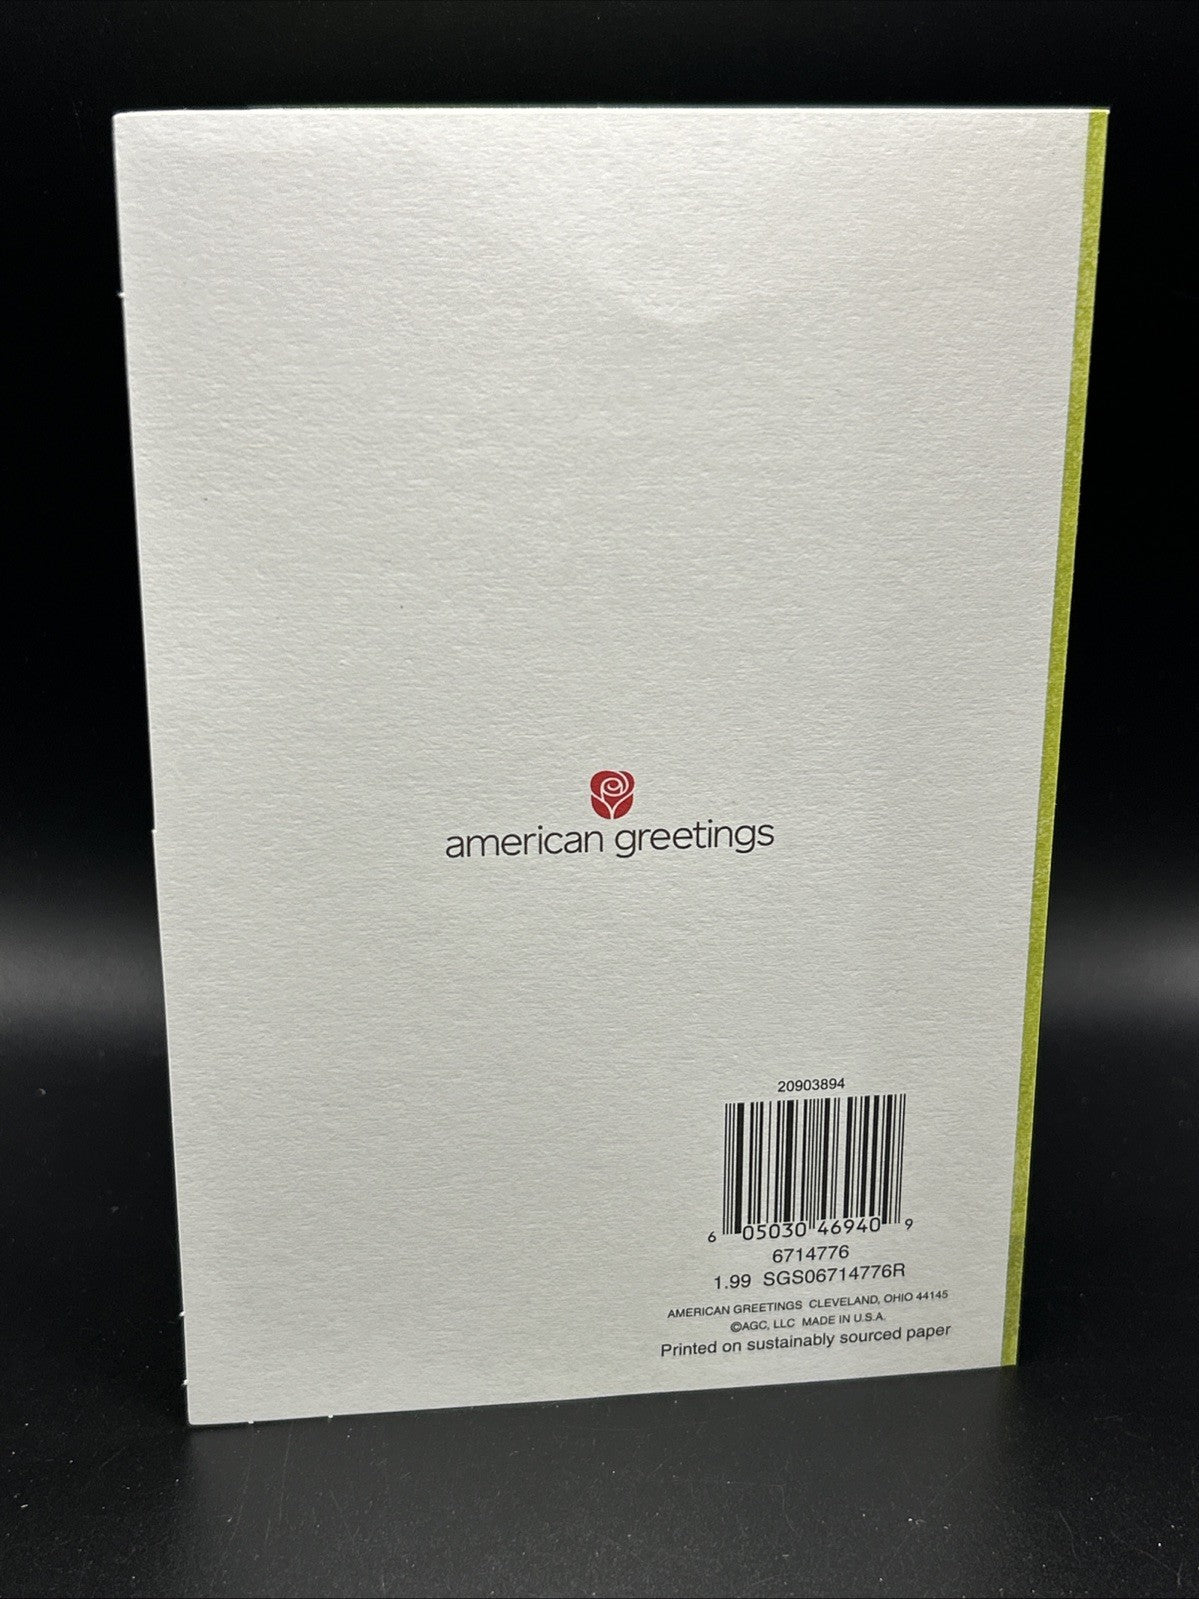 american greetings
20903894
6 05030 46940 9
6714776
1.99 SGS06714776R
AMERICAN GREETINGS CLEVELAND, OHIO 44145
©AGC, LLC MADE IN U.S.A.
Printed on sustainably sourced paper